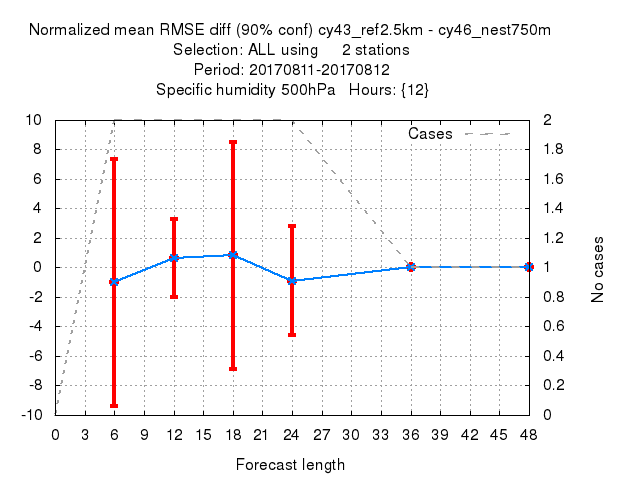 Normalized mean RMSE diff (90% conf) cy43_ref2.5km - cy46_nest750m
Selection: ALL using 2 stations
Period: 20170811-20170812
Specific humidity 500hPa Hours: {12}
Cases
10
8
6
4
2
0
-2
-4
-6
-8
-10
2
1.8
1.6
1.4
1.2
1
0.8
0.6
0.4
0.2
0
No cases
0 3 6 9 12 15 18 21 24 27 30 33 36 39 42 45 48
Forecast length